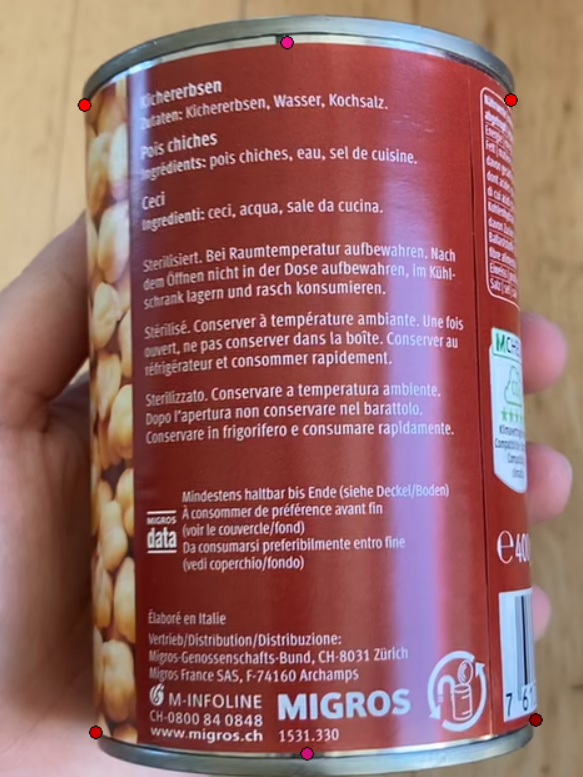 Kichererbsen
Zutaten: Kichererbsen, Wasser, Kochsalz.
Pois chiches
Ingrédients: pois chiches, eau, sel de cuisine.
Ceci
Ingredienti: ceci, acqua, sale da cucina.
Sterilisiert. Bei Raumtemperatur aufbewahren. Nach
dem Öffnen nicht in der Dose aufbewahren, im Kühl-
schrank lagern und rasch konsumieren.
Stérilisé. Conserver à température ambiante. Une fois
ouvert, ne pas conserver dans la boîte. Conserver au
réfrigérateur et consommer rapidement.
Sterilizzato. Conservare a temperatura ambiente.
Dopo l'apertura non conservare nel barattolo.
Conservare in frigorifero e consumare rapidamente.
MIGROS
data
Mindestens haltbar bis Ende (siehe Deckel/Boden)
À consommer de préférence avant fin
(voir le couvercle/fond)
Da consumarsi preferibilmente entro fine
(vedi coperchio/fondo)
Élaboré en Italie
Vertrieb/Distribution/Distribuzione:
Migros-Genossenschafts-Bund, CH-8031 Zürich
Migros France SAS, F-74160 Archamps
M-INFOLINE
CH-0800 84 0848
www.migros.ch
MIGROS
1531.330
℮ 400